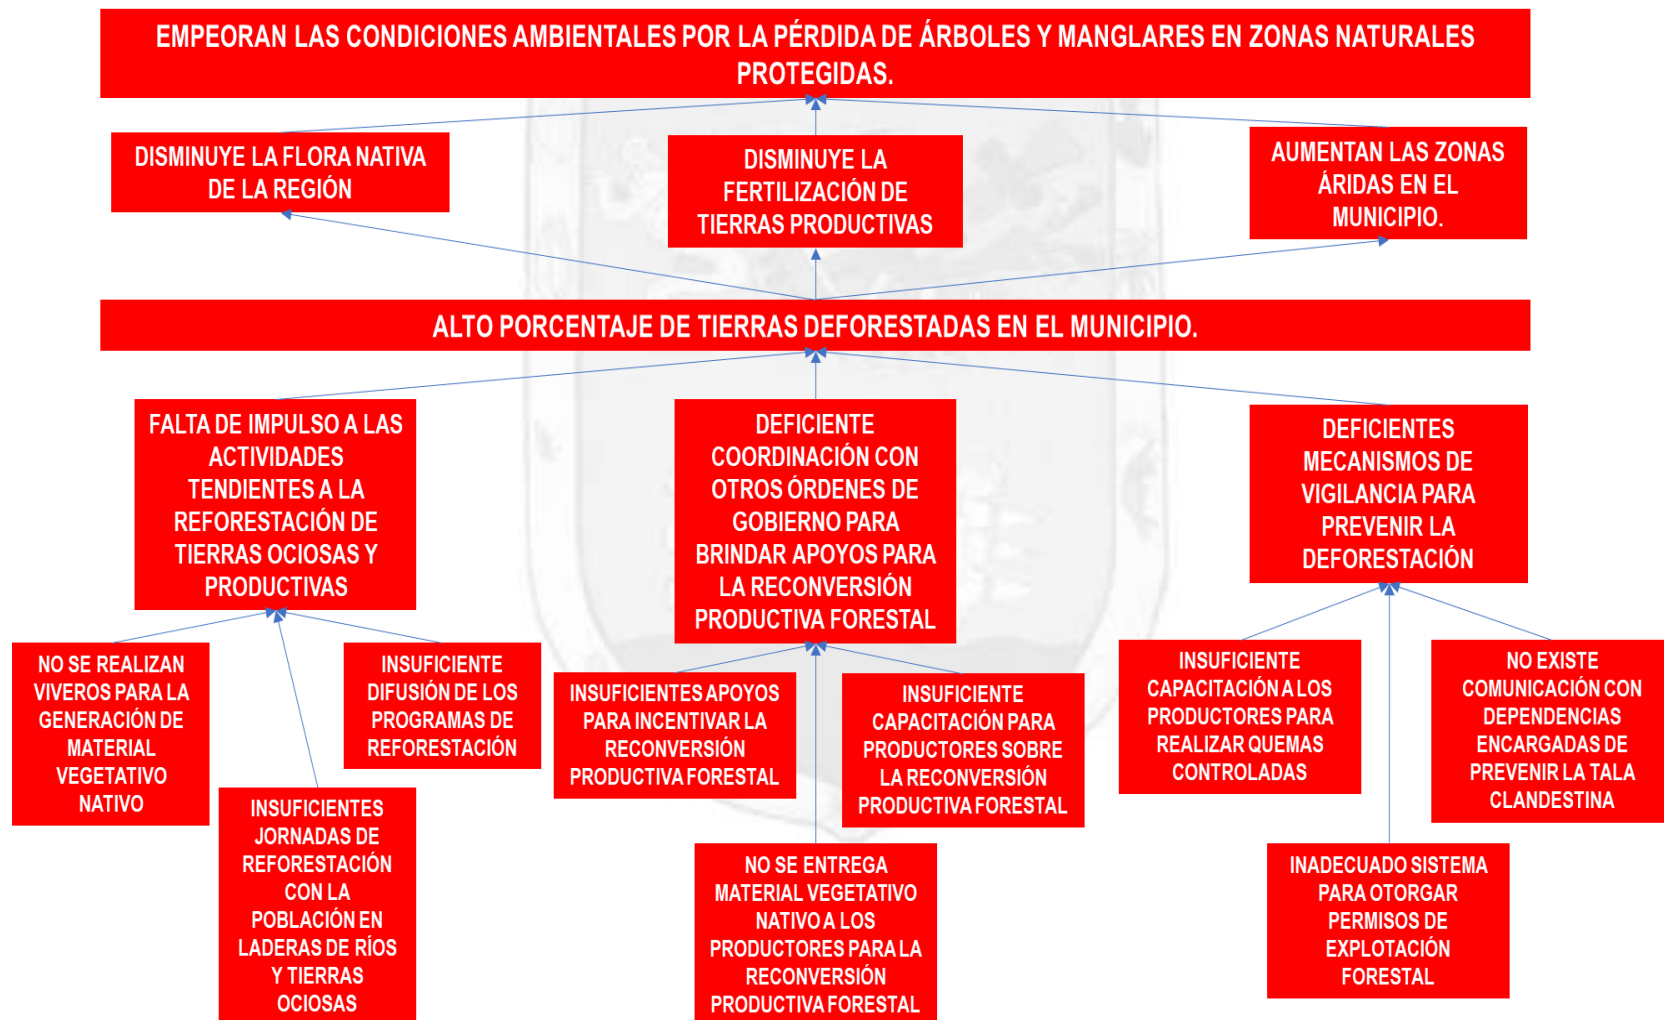 EMPEORAN LAS CONDICIONES AMBIENTALES POR LA PÉRDIDA DE ÁRBOLES Y MANGLARES EN ZONAS NATURALES
PROTEGIDAS.
DISMINUYE LA FLORA NATIVA
DE LA REGIÓN
DISMINUYE LA
FERTILIZACIÓN DE
TIERRAS PRODUCTIVAS
AUMENTAN LAS ZONAS
ÁRIDAS EN EL
MUNICIPIO.
ALTO PORCENTAJE DE TIERRAS DEFORESTADAS EN EL MUNICIPIO.
FALTA DE IMPULSO A LAS
ACTIVIDADES
TENDIENTES A LA
REFORESTACIÓN DE
TIERRAS OCIOSAS Y
PRODUCTIVAS
DEFICIENTE
COORDINACIÓN CON
OTROS ÓRDENES DE
GOBIERNO PARA
BRINDAR APOYOS PARA
LA RECONVERSIÓN
PRODUCTIVA FORESTAL
DEFICIENTES
MECANISMOS DE
VIGILANCIA PARA
PREVENIR LA
DEFORESTACIÓN
NO SE REALIZAN
VIVEROS PARA LA
GENERACIÓN DE
MATERIAL
VEGETATIVO
NATIVO
INSUFICIENTES
JORNADAS DE
REFORESTACIÓN
CON LA
POBLACIÓN EN
LADERAS DE RÍOS
Y TIERRAS
OCIOSAS
INSUFICIENTE
DIFUSIÓN DE LOS
PROGRAMAS DE
REFORESTACIÓN
INSUFICIENTES APOYOS
PARA INCENTIVAR LA
RECONVERSIÓN
PRODUCTIVA FORESTAL
NO SE ENTREGA
MATERIAL VEGETATIVO
NATIVO A LOS
PRODUCTORES PARA LA
RECONVERSIÓN
PRODUCTIVA FORESTAL
INSUFICIENTE
CAPACITACIÓN PARA
PRODUCTORES SOBRE
LA RECONVERSIÓN
PRODUCTIVA FORESTAL
INSUFICIENTE
CAPACITACIÓN A LOS
PRODUCTORES PARA
REALIZAR QUEMAS
CONTROLADAS
INADECUADO SISTEMA
PARA OTORGAR
PERMISOS DE
EXPLOTACIÓN
FORESTAL
NO EXISTE
COMUNICACIÓN CON
DEPENDENCIAS
ENCARGADAS DE
PREVENIR LA TALA
CLANDESTINA